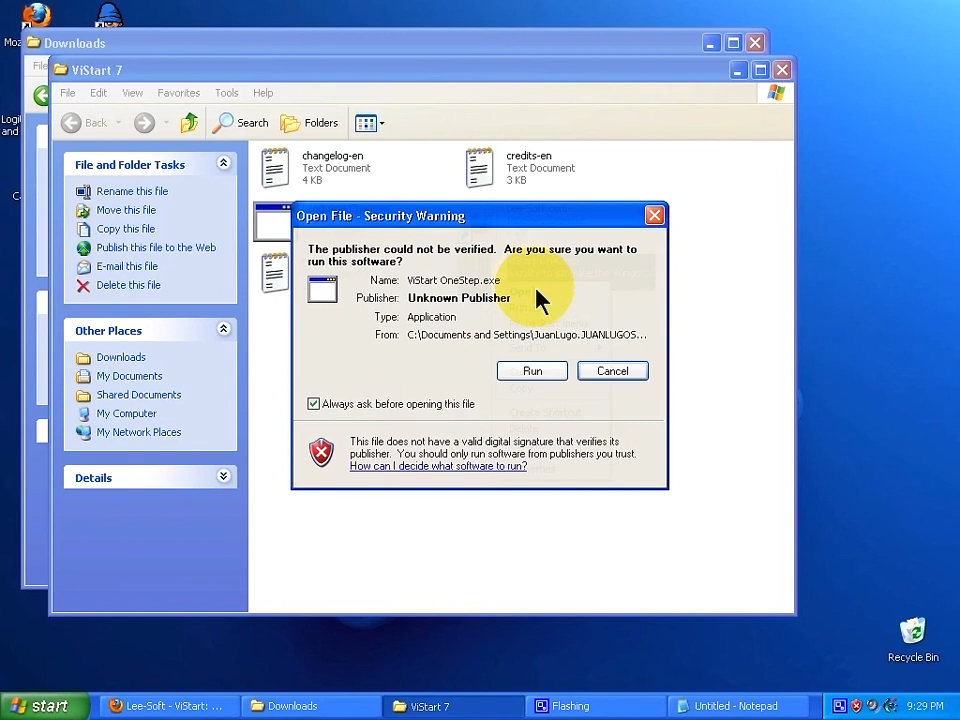 Moz
Logi
and
C
Downloads
File
ViStart 7
File Edit View Favorites Tools Help
Back Search Folders
File and Folder Tasks
Rename this file
Move this file
Copy this file
Publish this file to the Web
E-mail this file
Delete this file
Other Places
Downloads
My Documents
Shared Documents
My Computer
My Network Places
Details
changelog-en
Text Document
4 KB
credits-en
Text Document
3 KB
Open File - Security Warning
The publisher could not be verified. Are you sure you want to
run this software?
Name: ViStart OneStep.exe
Publisher: Unknown Publisher
Type: Application
From: C:\Documents and Settings\JuanLugo.JUANLUGOS...
Run Cancel
Always ask before opening this file
This file does not have a valid digital signature that verifies its
publisher. You should only run software from publishers you trust.
How can I decide what software to run?
Recycle Bin
start Lee-Soft - ViStart: ... Downloads ViStart 7 Flashing Untitled - Notepad 9:29 PM